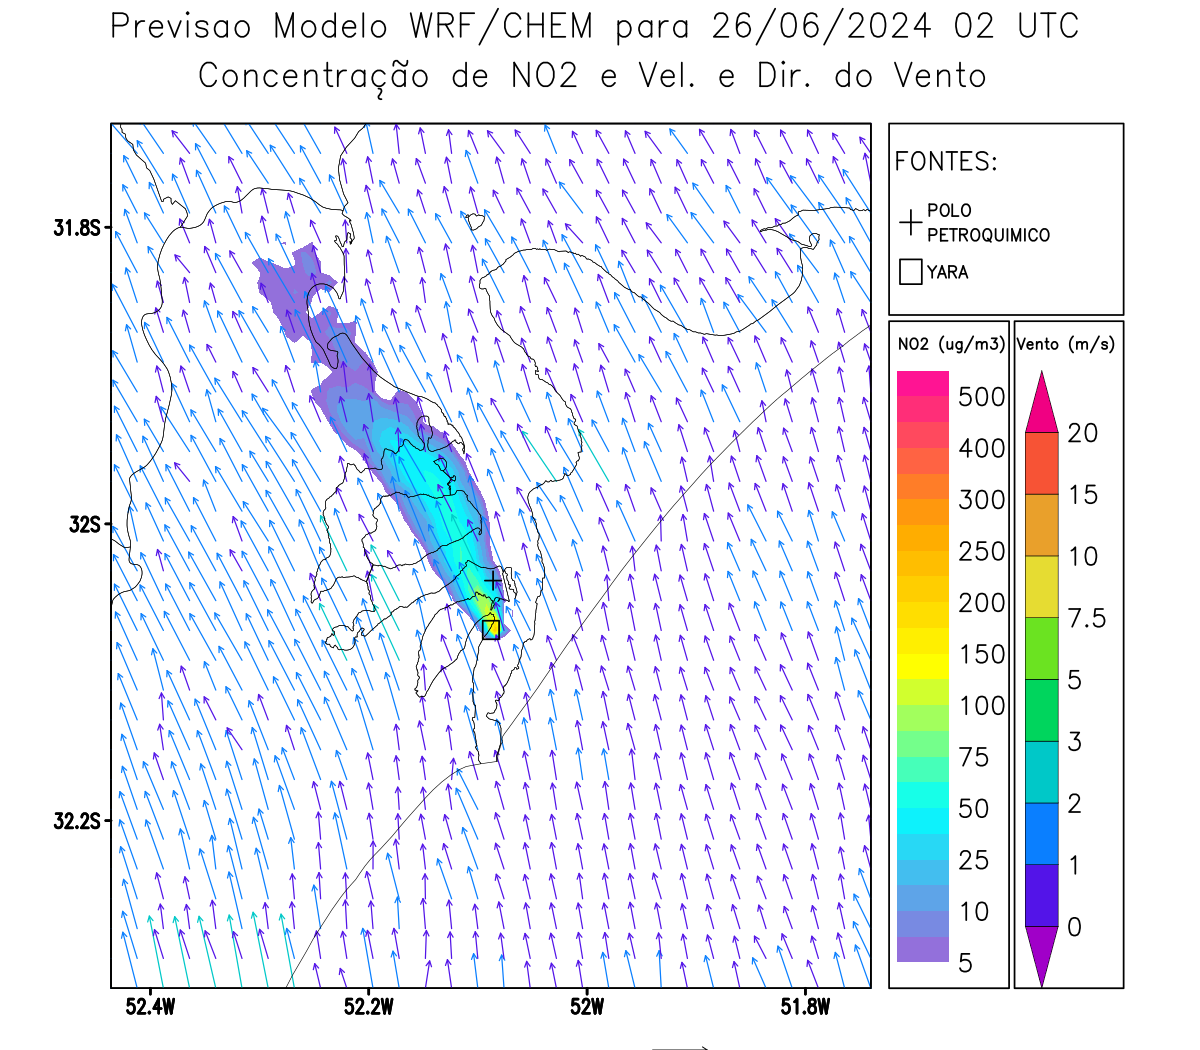 Previsao Modelo WRF/CHEM para 26/06/2024 02 UTC
Concentração de NO2 e Vel. e Dir. do Vento
FONTES:
POLO
PETROQUIMICO
YARA
NO2 (ug/m3)
500
400
300
250
200
150
100
75
50
25
10
5
Vento (m/s)
20
15
10
7.5
5
3
2
1
0
31.8S
32S
32.2S
52.4W
52.2W
52W
51.8W